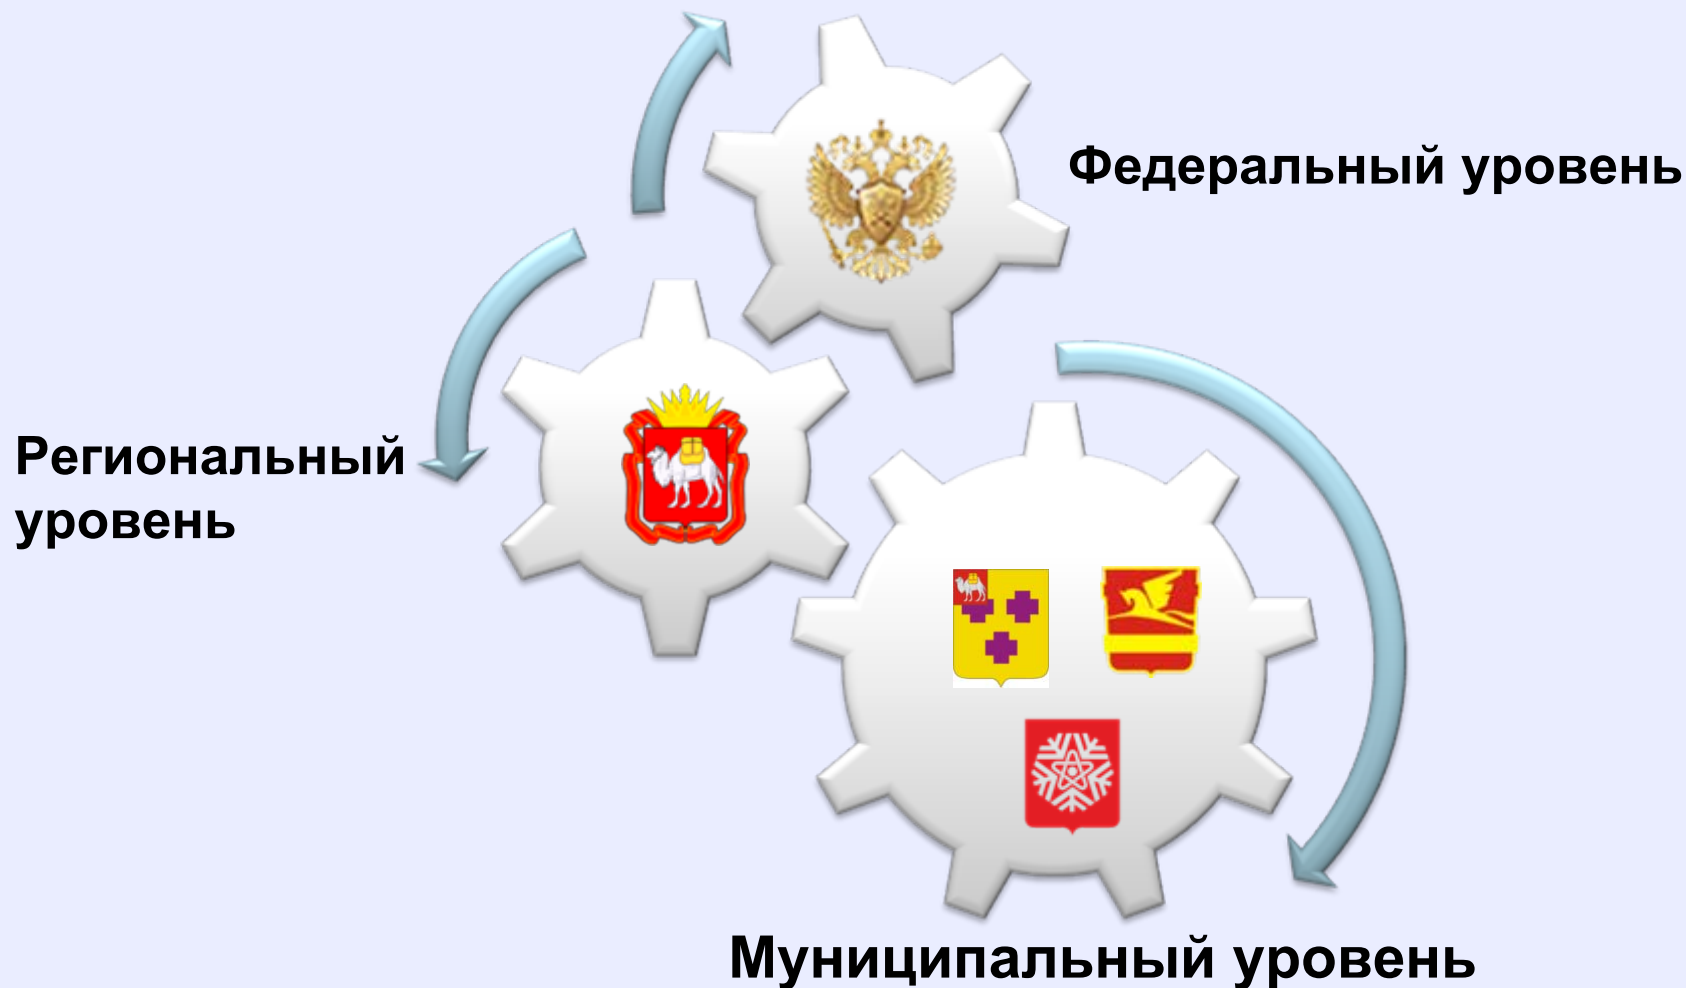 Федеральный уровень
Региональный
уровень
Муниципальный уровень